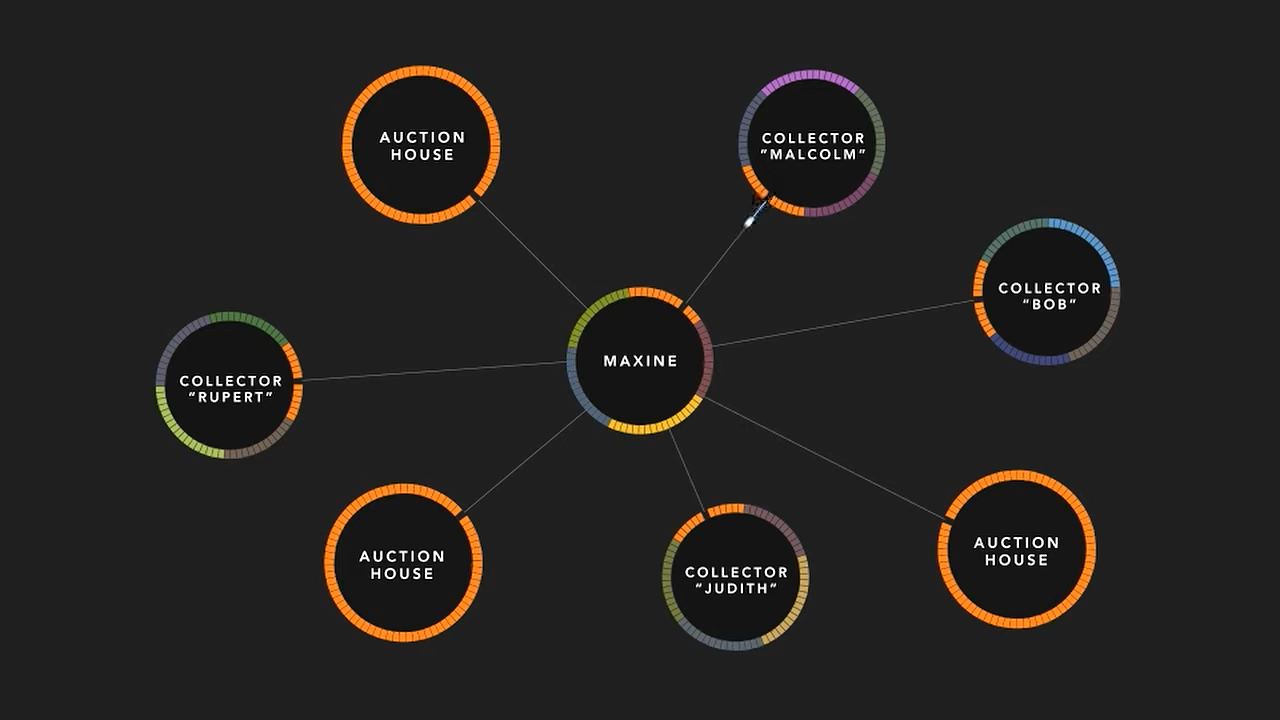 AUCTION
HOUSE
COLLECTOR
“MALCOLM”
COLLECTOR
“BOB”
MAXINE
COLLECTOR
“RUPERT”
AUCTION
HOUSE
COLLECTOR
“JUDITH”
AUCTION
HOUSE